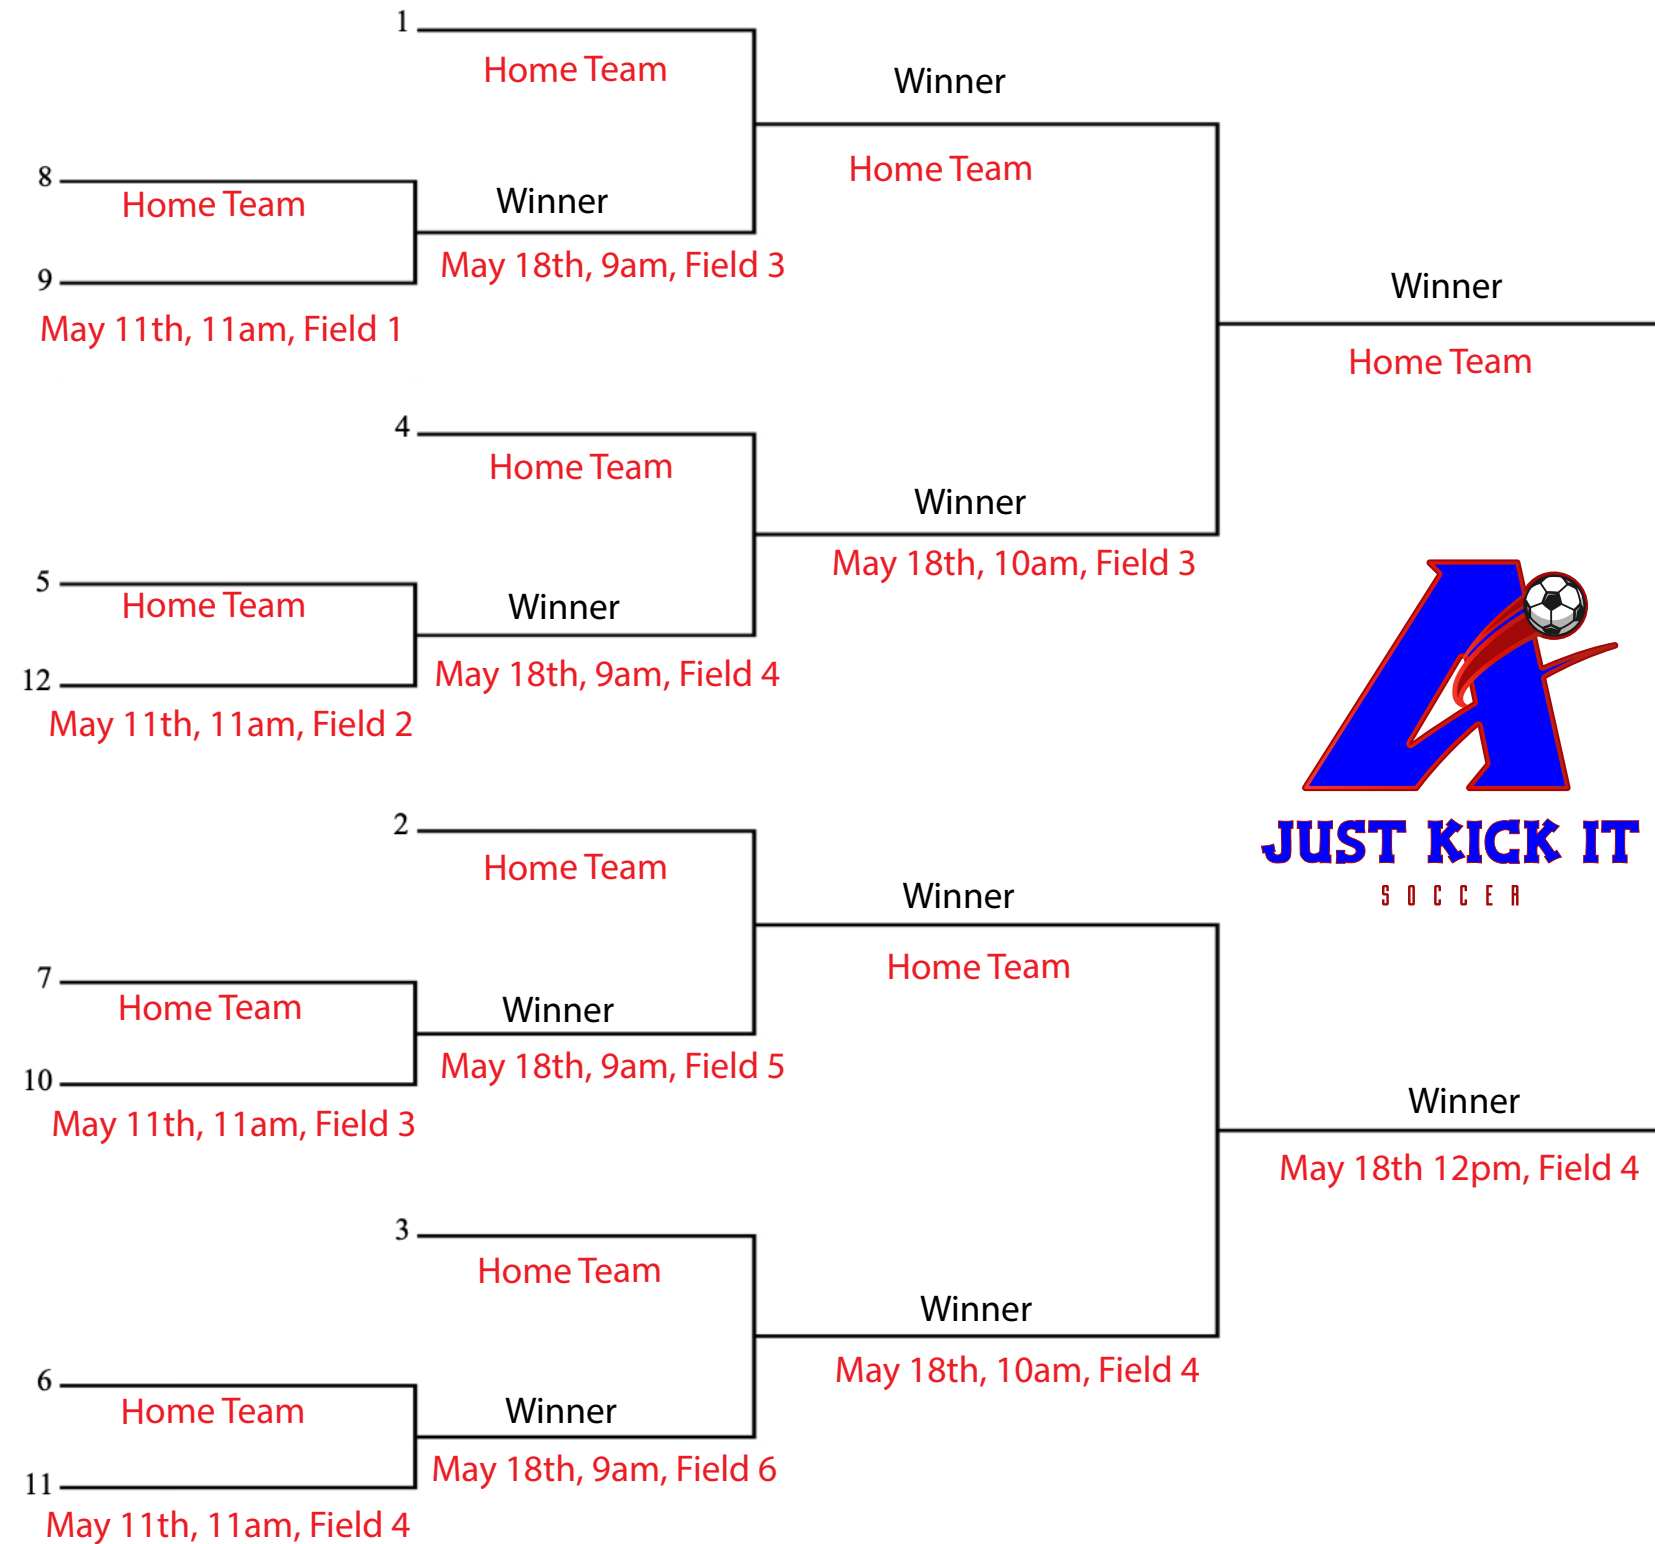 1
Home Team
Winner
Home Team
8
Home Team
Winner
9
May 18th, 9am, Field 3
May 11th, 11am, Field 1
Winner
Home Team
4
Home Team
Winner
May 18th, 10am, Field 3
5
Home Team
Winner
12
May 18th, 9am, Field 4
May 11th, 11am, Field 2
JUST KICK IT
SOCCER
2
Home Team
Winner
Home Team
7
Home Team
Winner
10
May 18th, 9am, Field 5
May 11th, 11am, Field 3
Winner
May 18th 12pm, Field 4
3
Home Team
Winner
May 18th, 10am, Field 4
6
Home Team
Winner
11
May 18th, 9am, Field 6
May 11th, 11am, Field 4